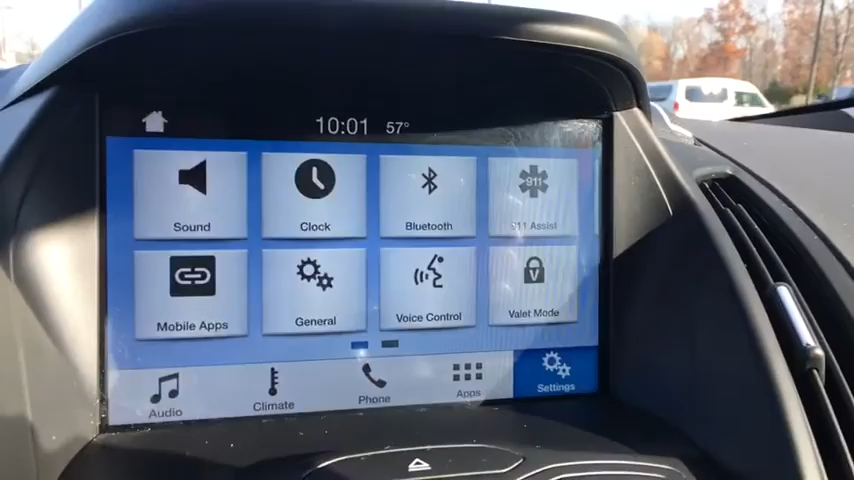 10:01 57°
Sound
Clock
Bluetooth
911
911 Assist
Mobile Apps
General
Voice Control
V
Valet Mode
Audio
Climate
Phone
Apps
Settings